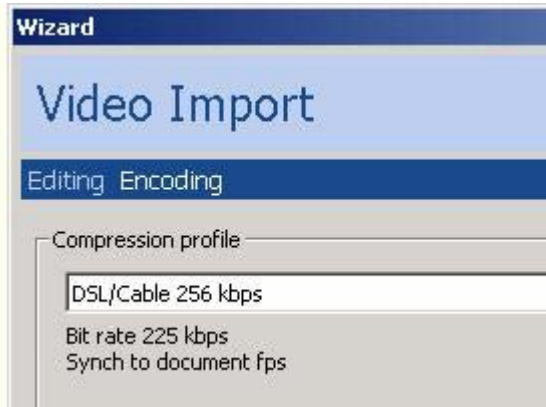 Wizard
Video Import
Editing Encoding
Compression profile
DSL/Cable 256 kbps
Bit rate 225 kbps
Synch to document fps